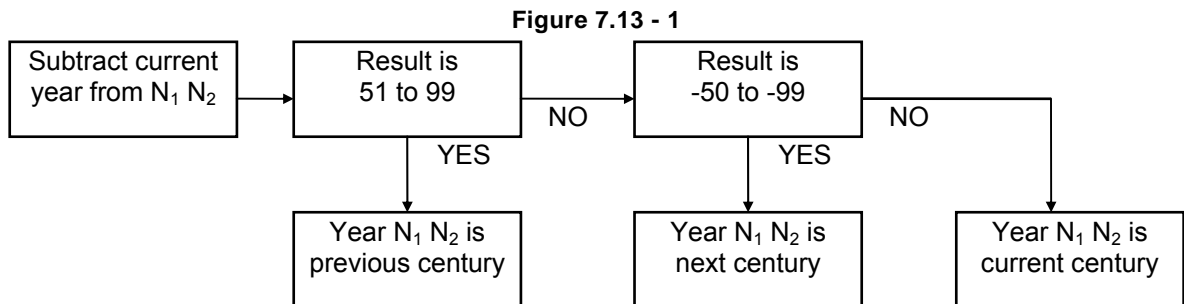 Figure 7.13 - 1
Subtract current
year from N₁ N₂
Result is
51 to 99
NO
YES
Result is
-50 to -99
NO
YES
Year N₁ N₂ is
previous century
Year N₁ N₂ is
next century
Year N₁ N₂ is
current century